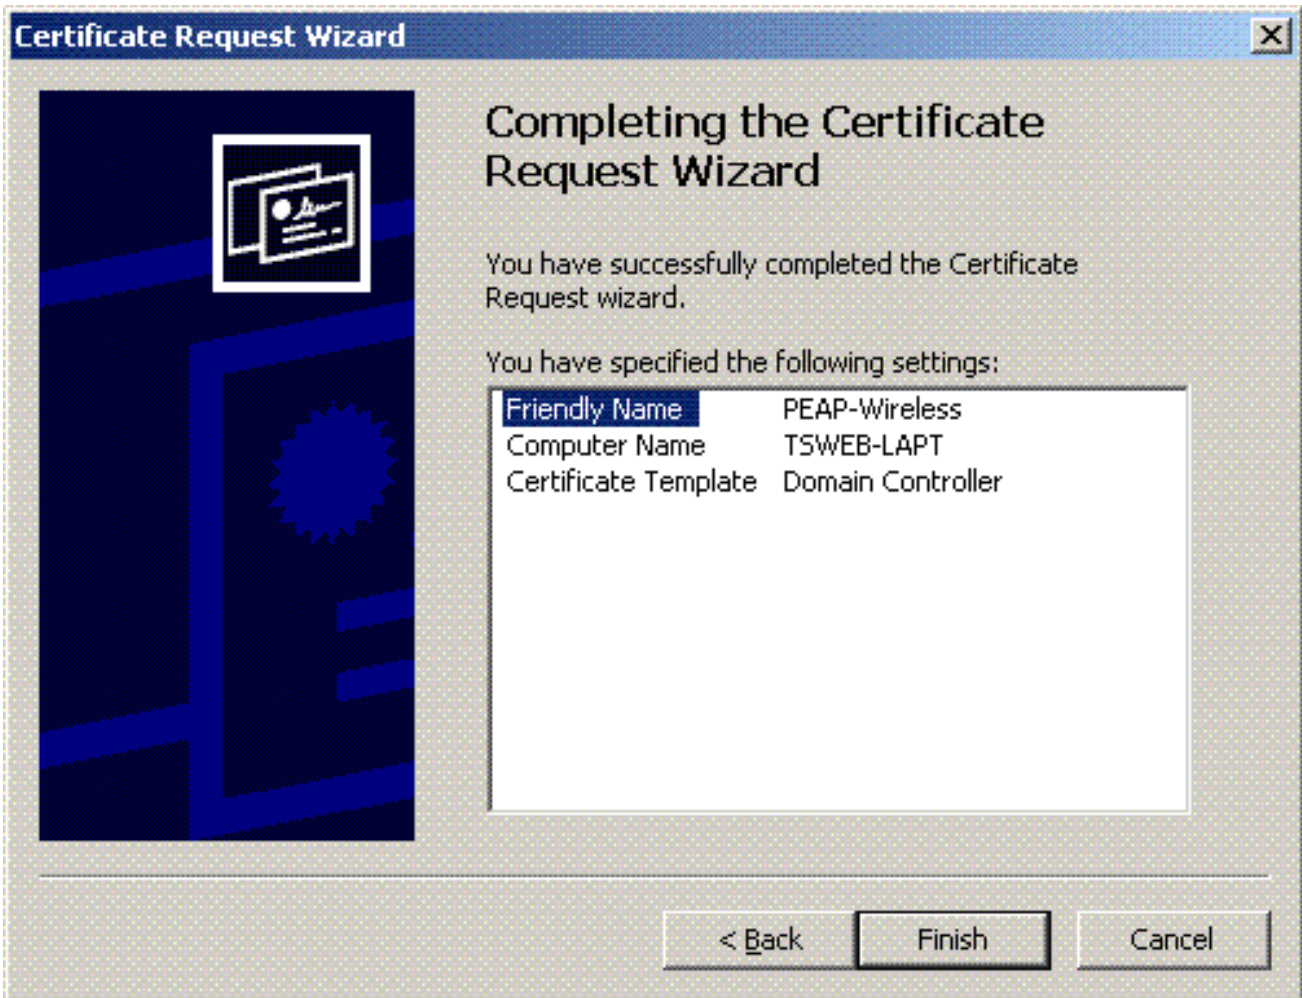 Certificate Request Wizard
Completing the Certificate
Request Wizard
You have successfully completed the Certificate
Request wizard.
You have specified the following settings:
Friendly Name PEAP-Wireless
Computer Name TSWEB-LAPT
Certificate Template Domain Controller
< Back Finish Cancel